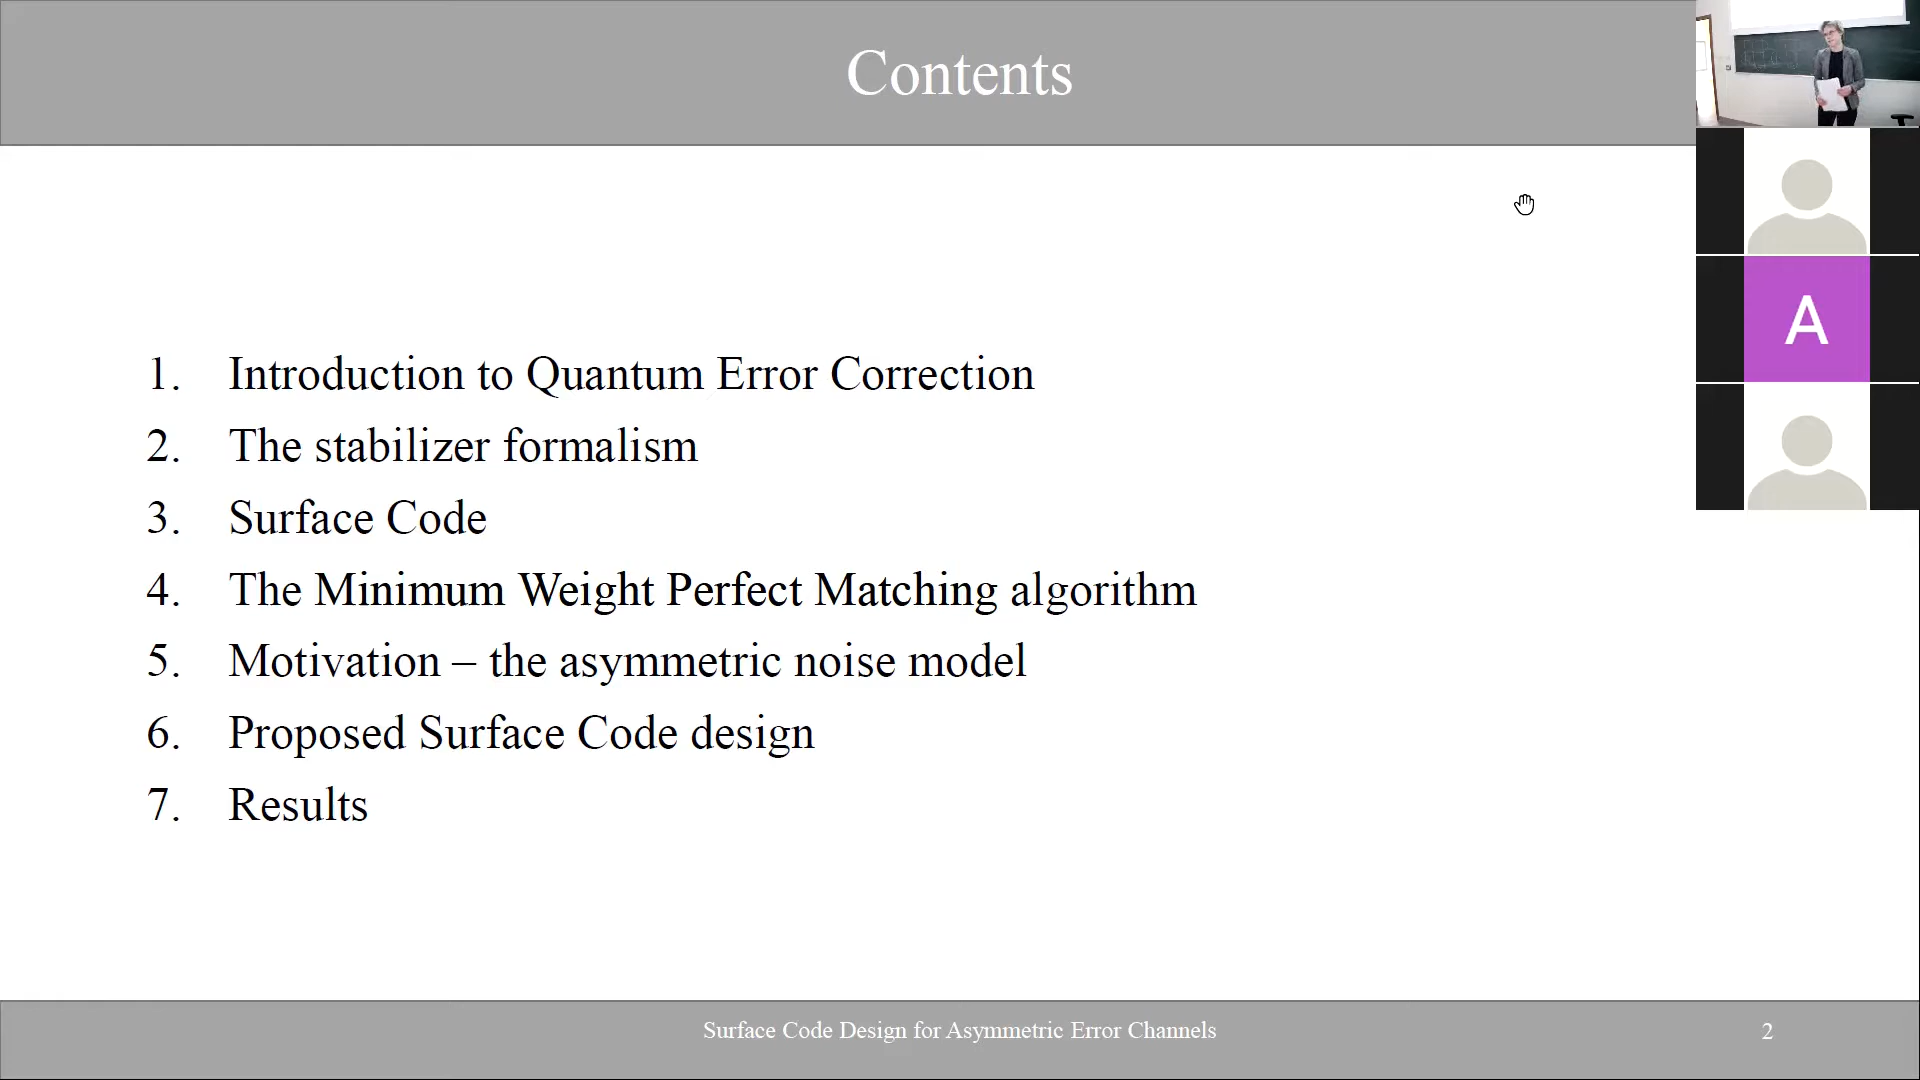 Contents
A
1. Introduction to Quantum Error Correction
2. The stabilizer formalism
3. Surface Code
4. The Minimum Weight Perfect Matching algorithm
5. Motivation – the asymmetric noise model
6. Proposed Surface Code design
7. Results
Surface Code Design for Asymmetric Error Channels
2